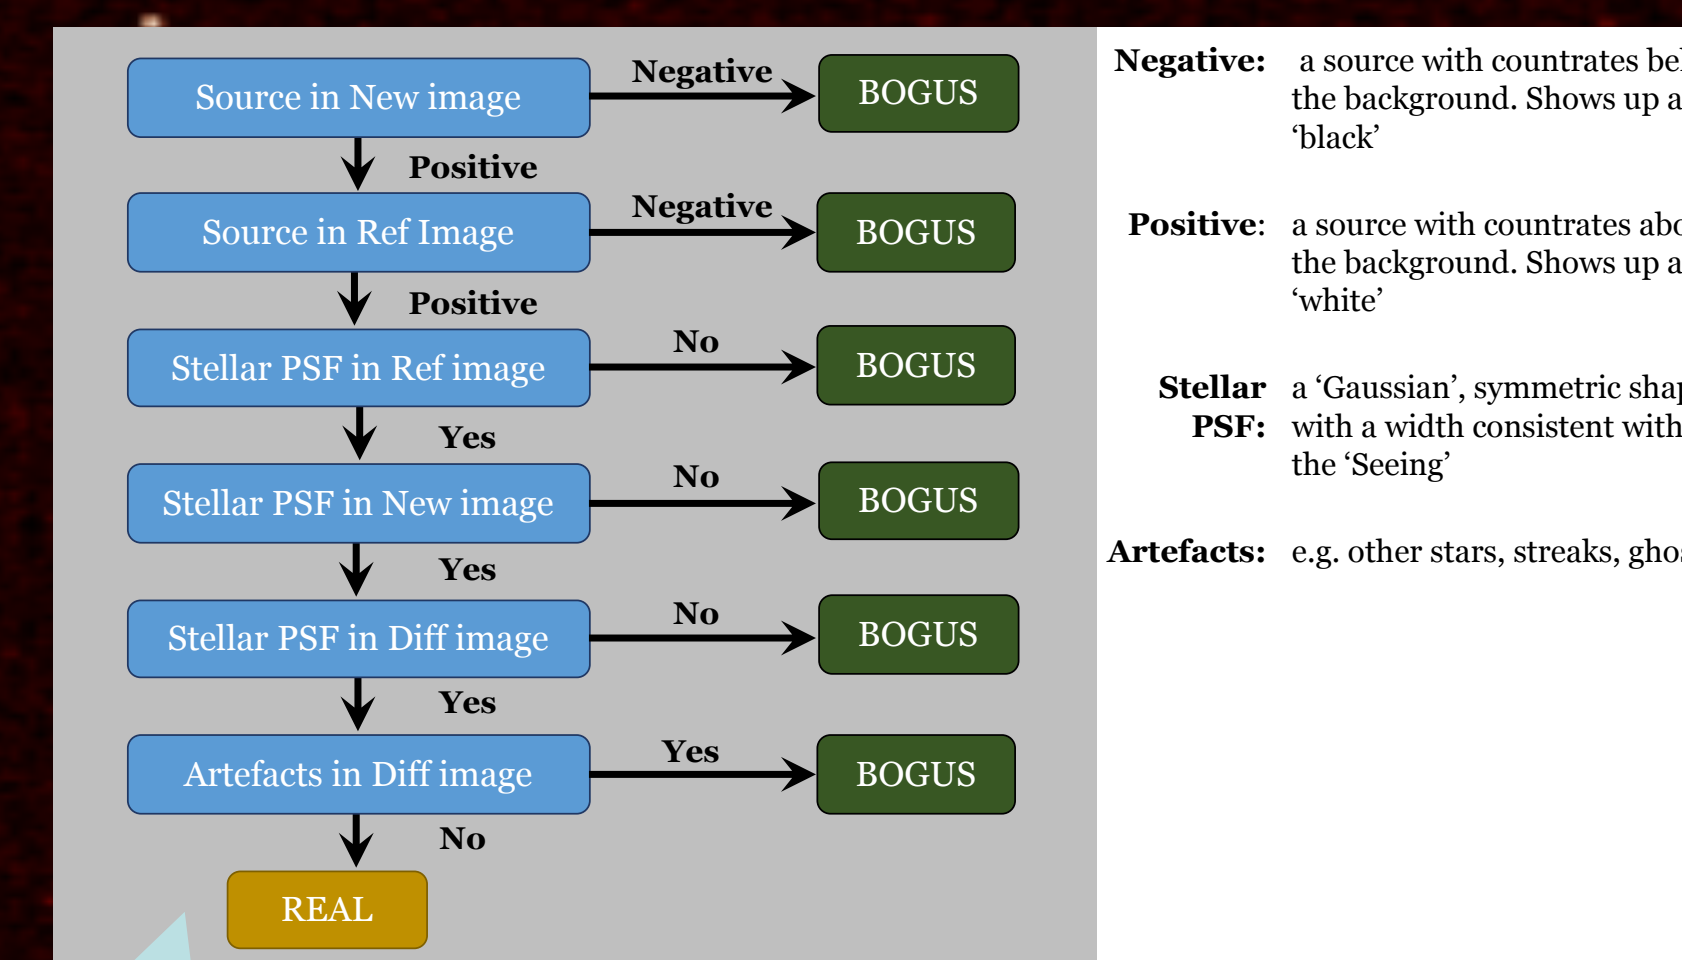 Source in New image
Negative
BOGUS
Positive
Source in Ref Image
Negative
BOGUS
Positive
Stellar PSF in Ref image
No
BOGUS
Yes
Stellar PSF in New image
No
BOGUS
Yes
Stellar PSF in Diff image
No
BOGUS
Yes
Artefacts in Diff image
Yes
BOGUS
No
REAL
Negative: a source with countrates
the background. Shows up
‘black’
Positive: a source with countrates
the background. Shows up
‘white’
Stellar a ‘Gaussian’, symmetric
PSF: with a width consistent with
the ‘Seeing’
Artefacts: e.g. other stars, streaks,